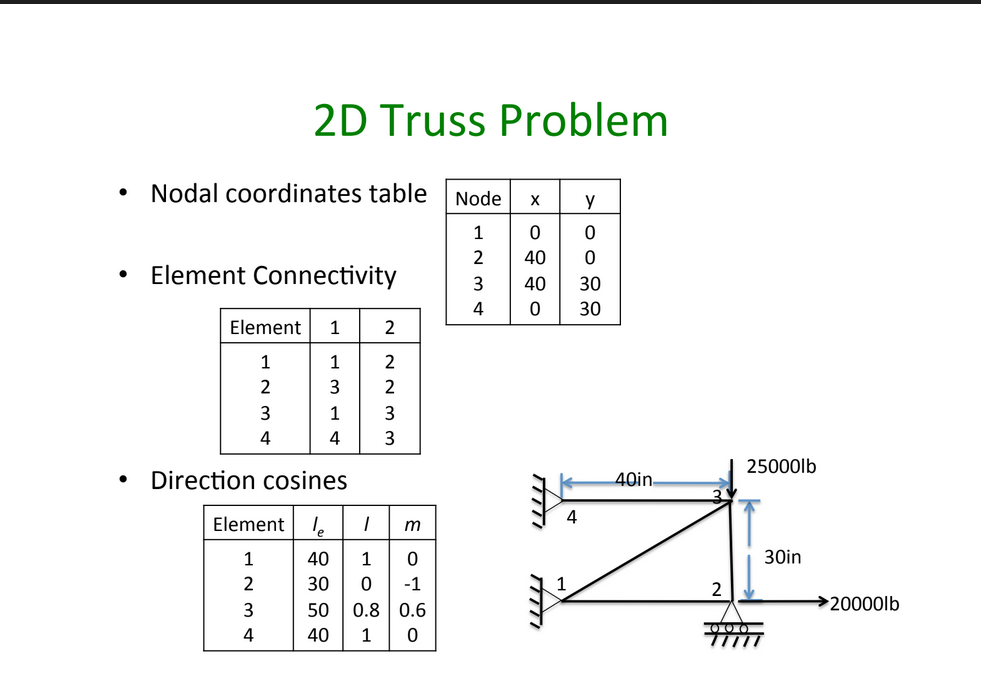 2D Truss Problem
• Nodal coordinates table
Node x y
1 0 0
2 40 0
3 40 30
4 0 30
• Element Connectivity
Element 1 2
1 1 2
2 3 2
3 1 3
4 4 3
• Direction cosines
Element le l m
1 40 1 0
2 30 0 -1
3 50 0.8 0.6
4 40 1 0
25000lb
40in
3
4
30in
1
2
20000lb